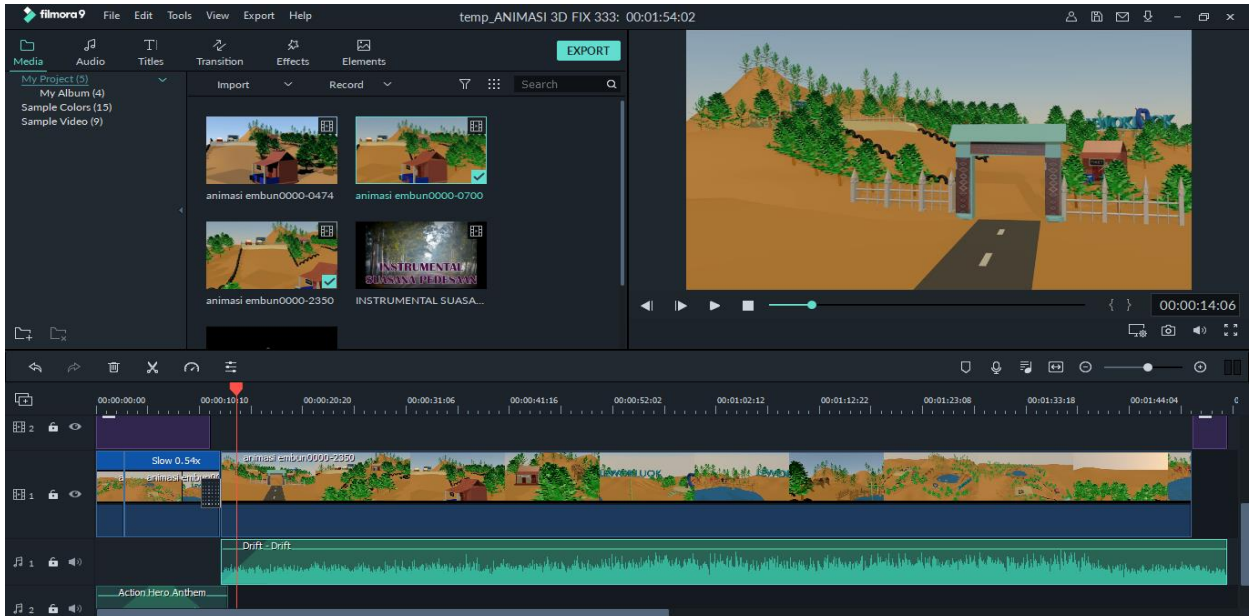 filmora9 File Edit Tools View Export Help temp_ANIMASI 3D FIX 333: 00:01:54:02
Media Audio Titles Transition Effects Elements EXPORT
My Project (5)
My Album (4)
Sample Colors (15)
Sample Video (9)
Import Record Search
animasi embun0000-0474 animasi embun0000-0700
INSTRUMENTAL
SUASANA PEDESAAN
animasi embun0000-2350 INSTRUMENTAL SUASA...
{ } 00:00:14:06
00:00:00:00 00:00:10:10 00:00:20:20 00:00:31:06 00:00:41:16 00:00:52:02 00:01:02:12 00:01:12:22 00:01:23:08 00:01:33:18 00:01:44:04
2
Slow 0.54x animasi embun0000-2350
a animasi
1
Drift - Drift
1
Action Hero Anthem
2